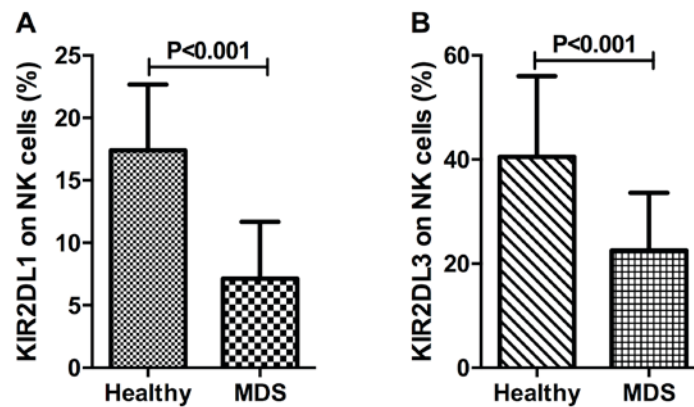 A
KIR2DL1 on NK cells (%)
25
20
15
10
5
0
P<0.001
Healthy
MDS
B
KIR2DL3 on NK cells (%)
60
40
20
0
P<0.001
Healthy
MDS